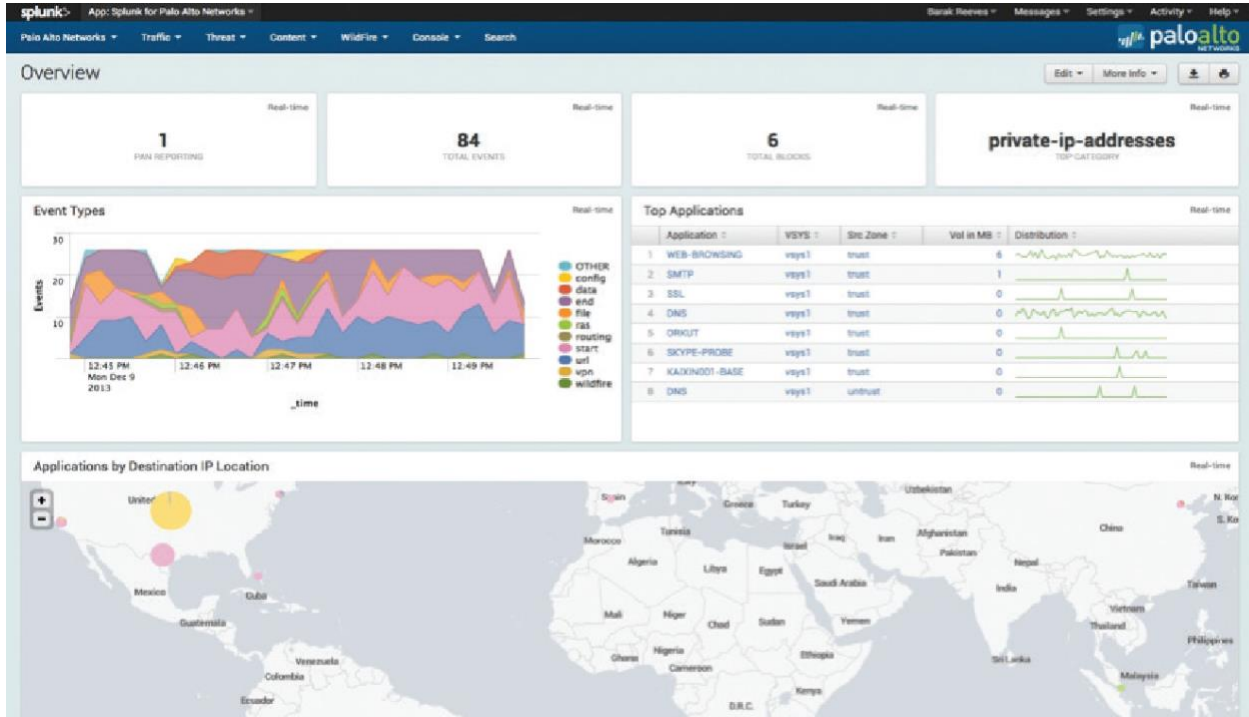 splunk> App: Splunk for Palo Alto Networks Barak Reeves Messages Settings Activity Help
Palo Alto Networks Traffic Threat Content WildFire Console Search paloalto
NETWORKS
Overview Edit More Info
Real-time Real-time Real-time Real-time
1 84 6 private-ip-addresses
PAN REPORTING TOTAL EVENTS TOTAL BLOCKS TOP CATEGORY
Event Types Real-time
30
20
10
Events
OTHER
config
data
end
file
ras
routing
start
url
vpn
wildfire
12:45 PM 12:46 PM 12:47 PM 12:48 PM 12:49 PM
Mon Dec 9
2013
_time
Top Applications Real-time
Application VSYS Src Zone Vol in MB Distribution
1 WEB-BROWSING vsys1 trust 6
2 SMTP vsys1 trust 1
3 SSL vsys1 trust 0
4 DNS vsys1 trust 0
5 ORKUT vsys1 trust 0
6 SKYPE-PROBE vsys1 trust 0
7 KAIXIN001-BASE vsys1 trust 0
8 DNS vsys1 untrust 0
Applications by Destination IP Location Real-time
+
−
United
Mexico
Cuba
Guatemala
Venezuela
Colombia
Ecuador
Spain
Italy
Greece
Turkey
Uzbekistan
Morocco
Tunisia
Israel
Iraq
Iran
Afghanistan
China
N. Kor
S. Ko
Algeria
Libya
Egypt
Pakistan
Nepal
Saudi Arabia
India
Taiwan
Mali
Niger
Chad
Sudan
Yemen
Vietnam
Thailand
Philippines
Ghana
Nigeria
Cameroon
Ethiopia
Sri Lanka
Malaysia
Kenya
D.R.C.